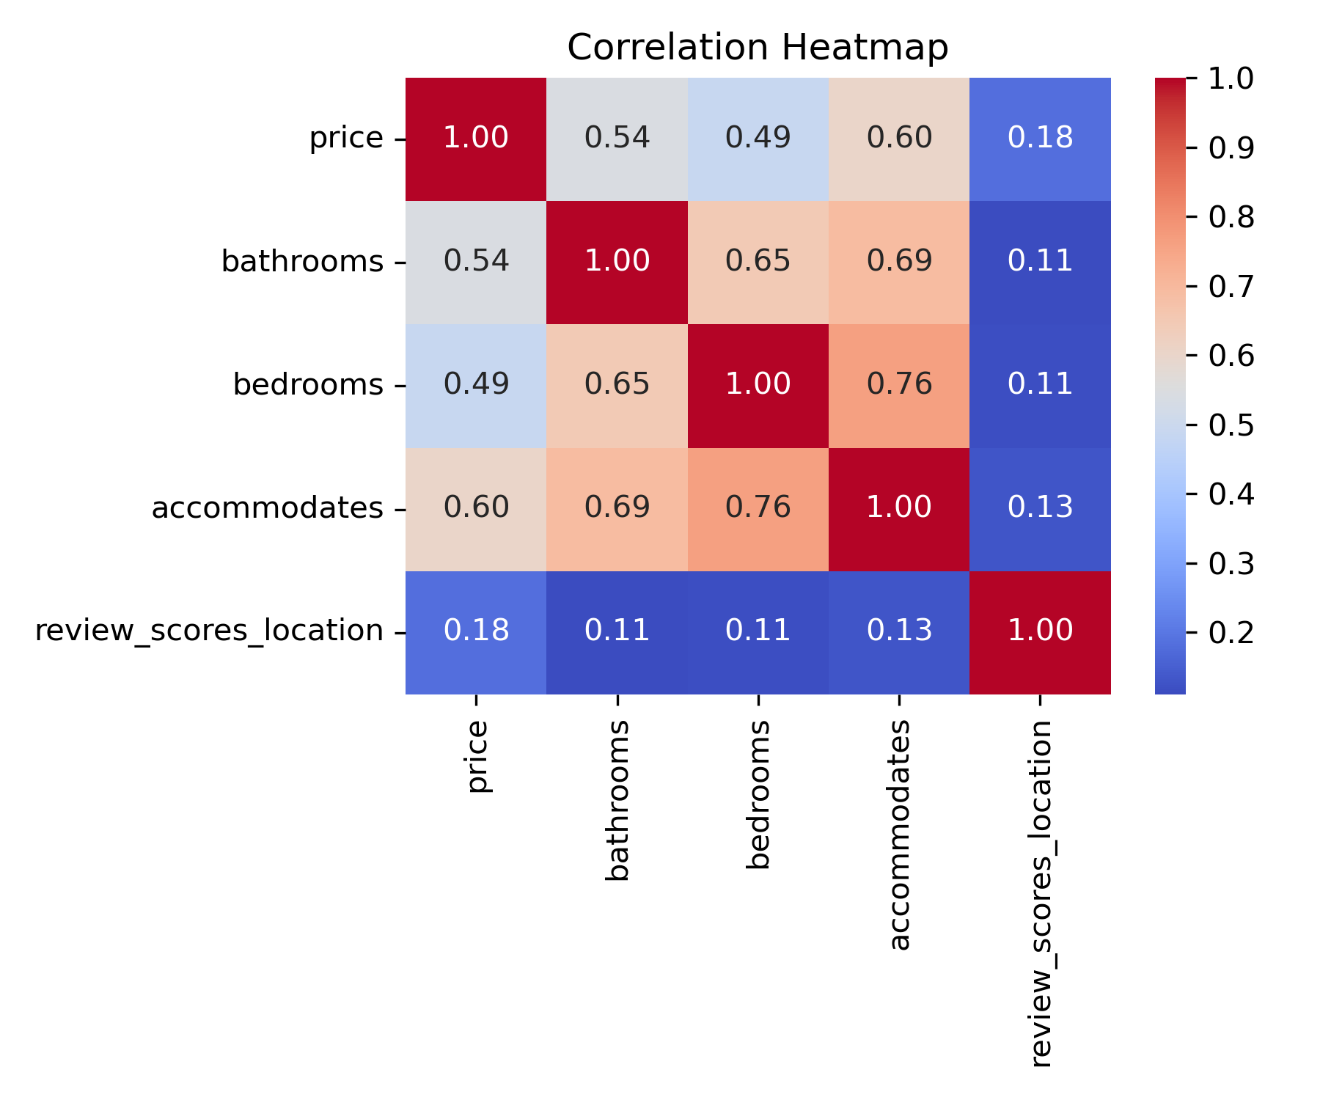 Correlation Heatmap
price 1.00 0.54 0.49 0.60 0.18
bathrooms 0.54 1.00 0.65 0.69 0.11
bedrooms 0.49 0.65 1.00 0.76 0.11
accommodates 0.60 0.69 0.76 1.00 0.13
review_scores_location 0.18 0.11 0.11 0.13 1.00
price
bathrooms
bedrooms
accommodates
review_scores_location
1.0
0.9
0.8
0.7
0.6
0.5
0.4
0.3
0.2